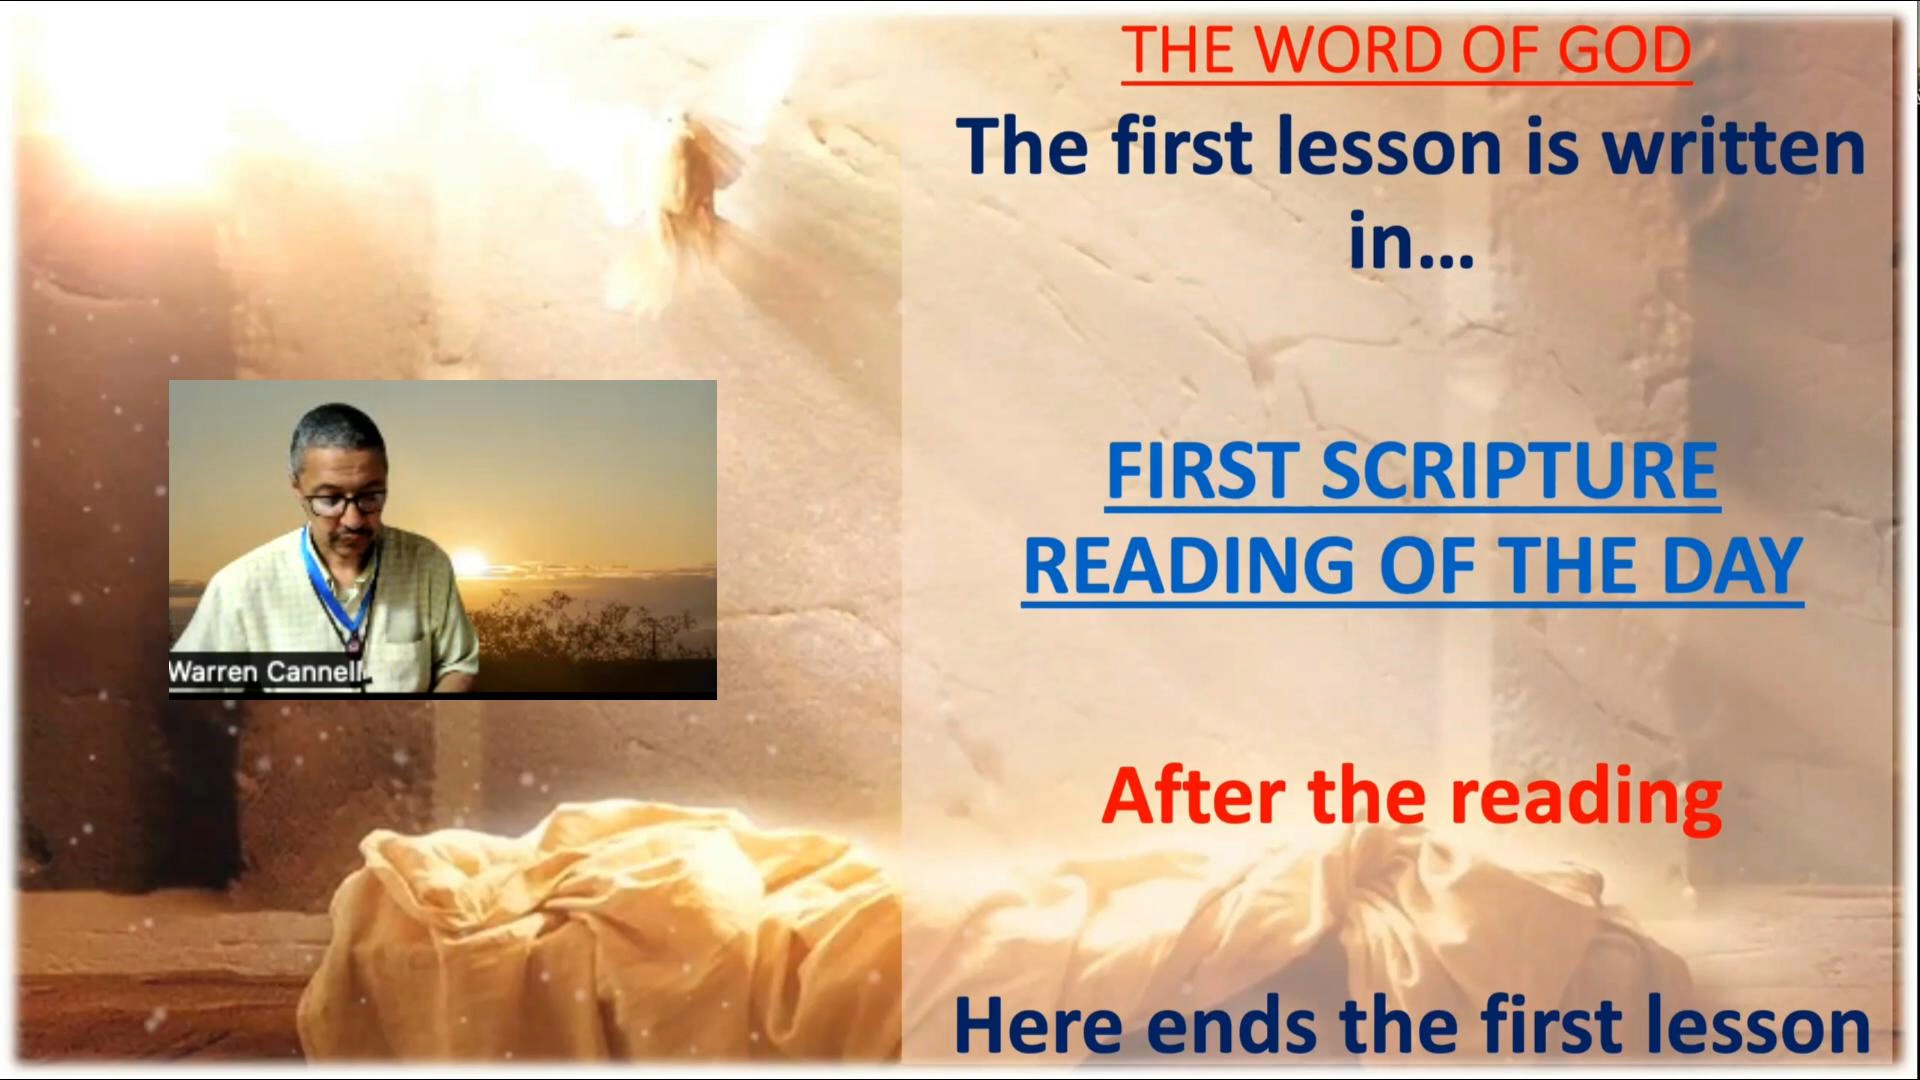 THE WORD OF GOD
The first lesson is written
in...
FIRST SCRIPTURE
READING OF THE DAY
After the reading
Here ends the first lesson
Warren Cannell